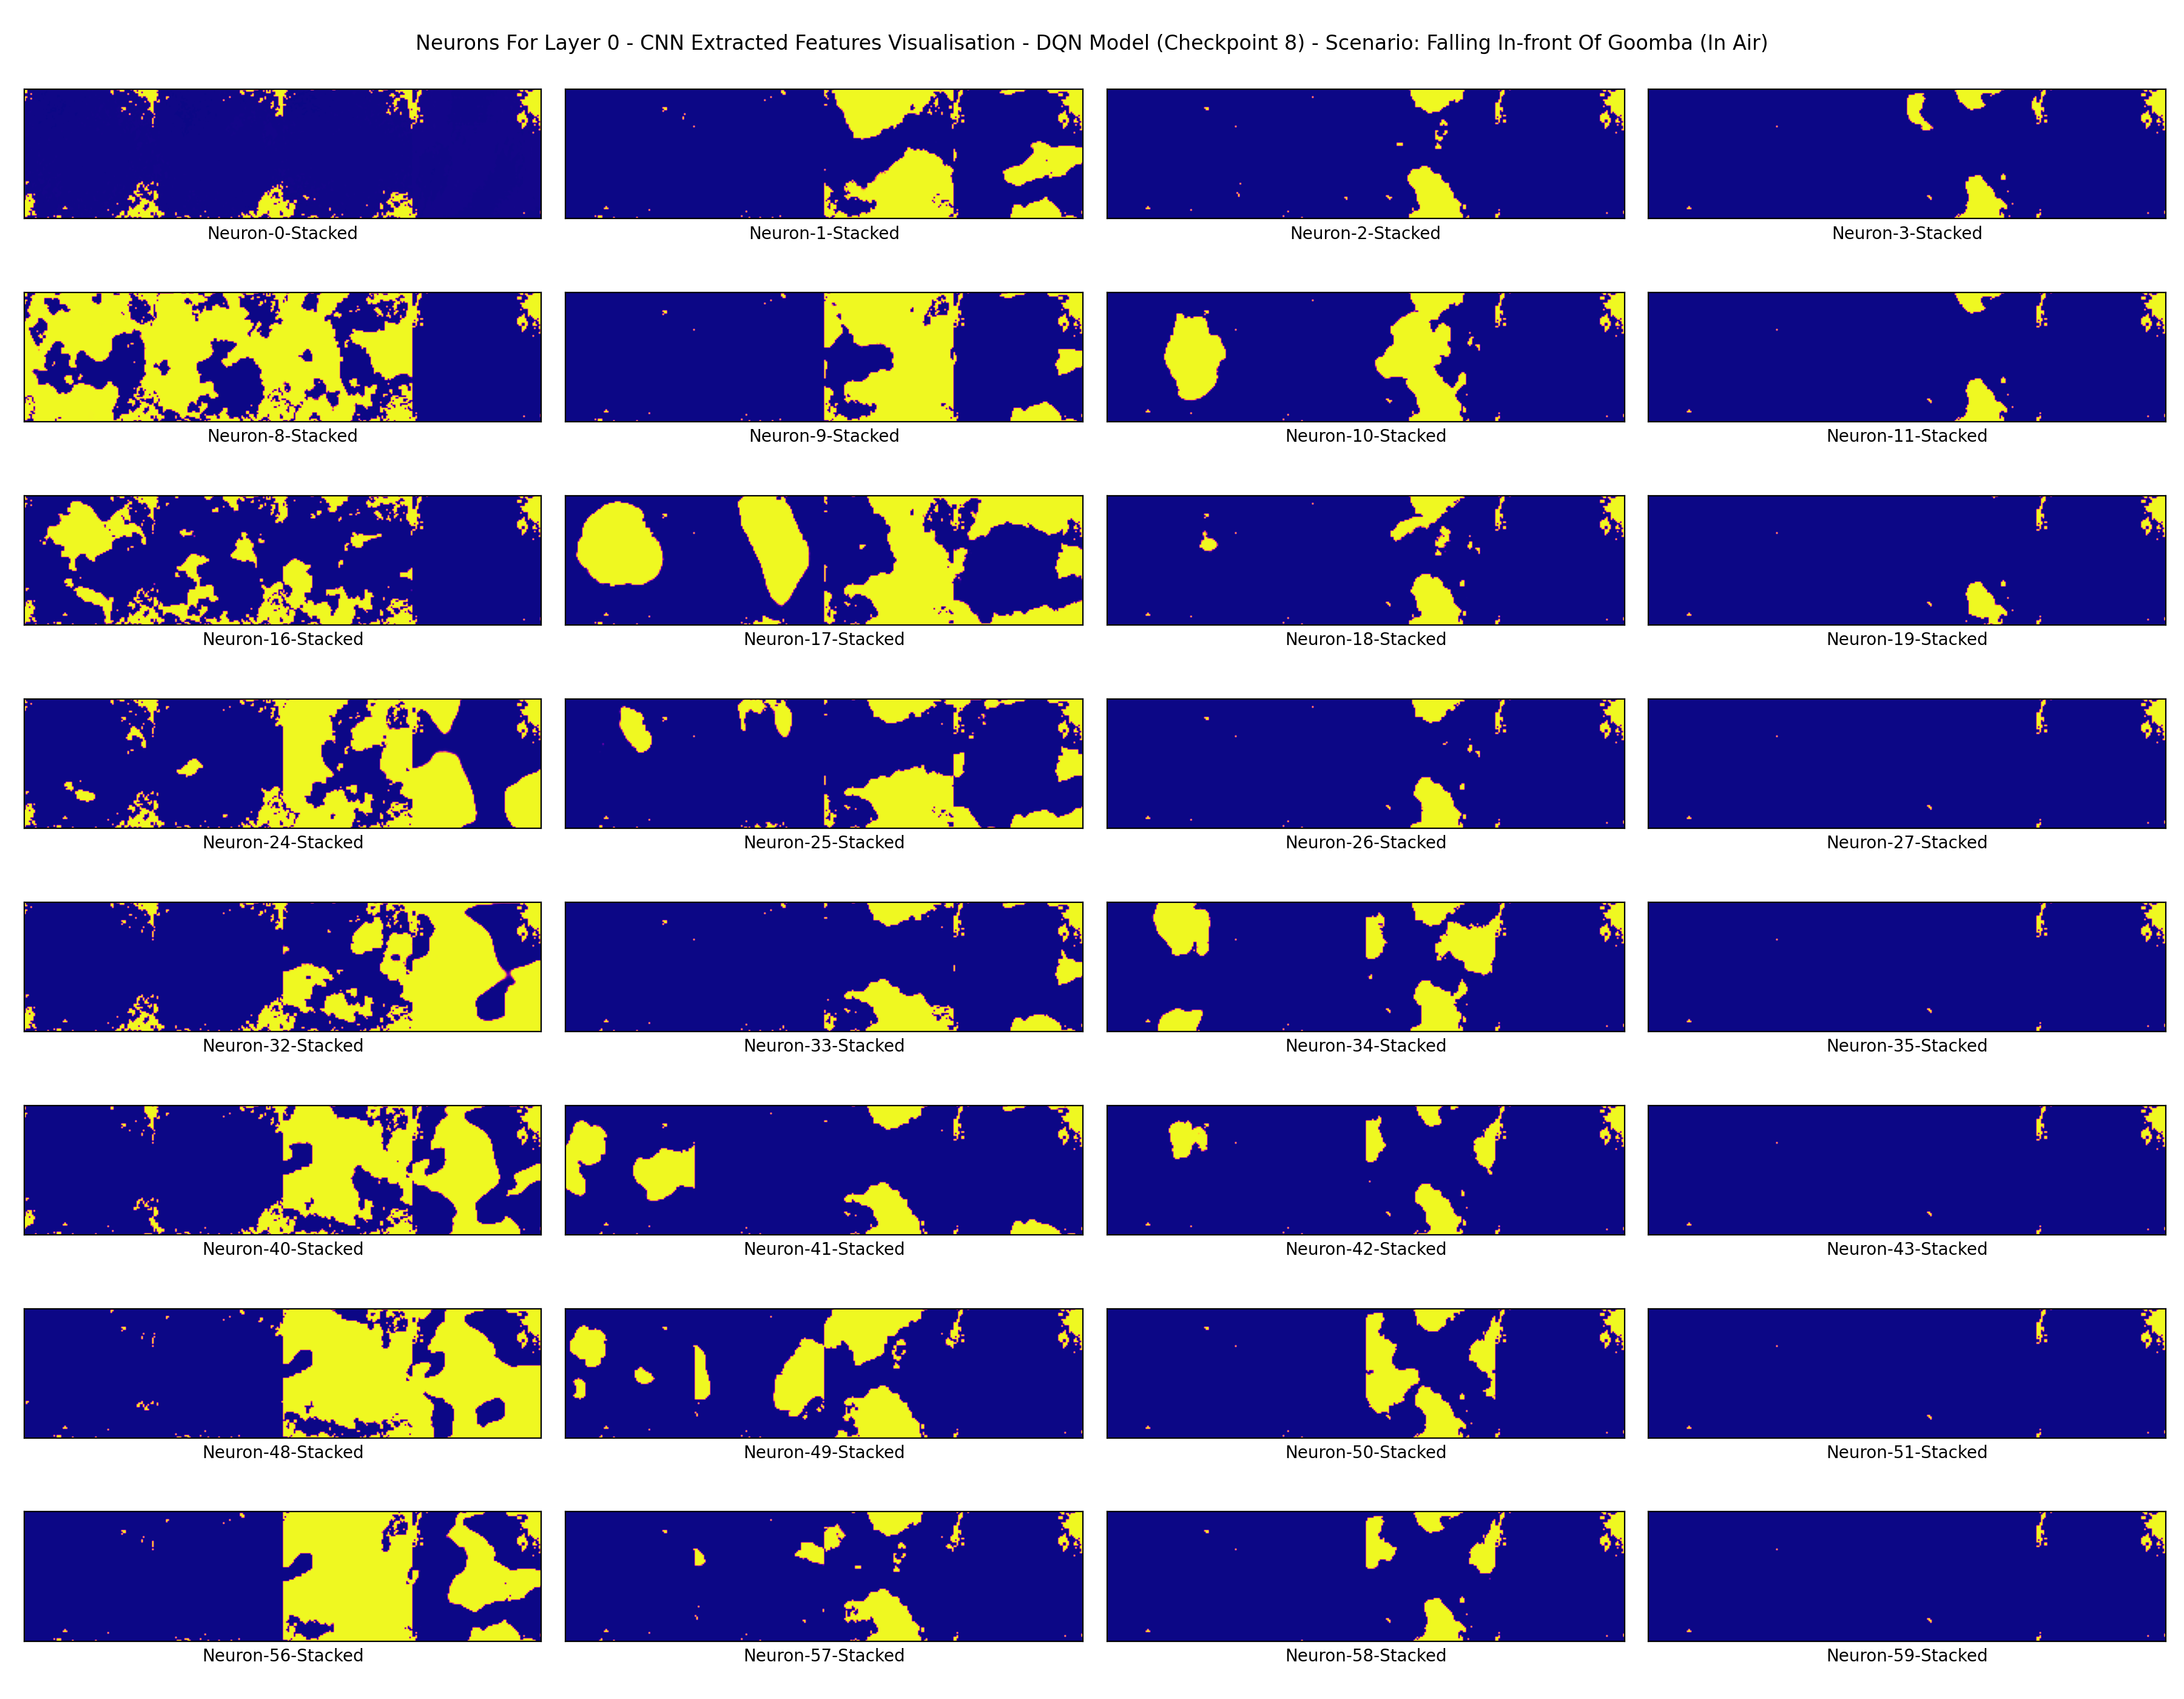 Neurons For Layer 0 - CNN Extracted Features Visualisation - DQN Model (Checkpoint 8) - Scenario: Falling In-front Of Goomba (In Air)
Neuron-0-Stacked
Neuron-1-Stacked
Neuron-2-Stacked
Neuron-3-Stacked
Neuron-8-Stacked
Neuron-9-Stacked
Neuron-10-Stacked
Neuron-11-Stacked
Neuron-16-Stacked
Neuron-17-Stacked
Neuron-18-Stacked
Neuron-19-Stacked
Neuron-24-Stacked
Neuron-25-Stacked
Neuron-26-Stacked
Neuron-27-Stacked
Neuron-32-Stacked
Neuron-33-Stacked
Neuron-34-Stacked
Neuron-35-Stacked
Neuron-40-Stacked
Neuron-41-Stacked
Neuron-42-Stacked
Neuron-43-Stacked
Neuron-48-Stacked
Neuron-49-Stacked
Neuron-50-Stacked
Neuron-51-Stacked
Neuron-56-Stacked
Neuron-57-Stacked
Neuron-58-Stacked
Neuron-59-Stacked